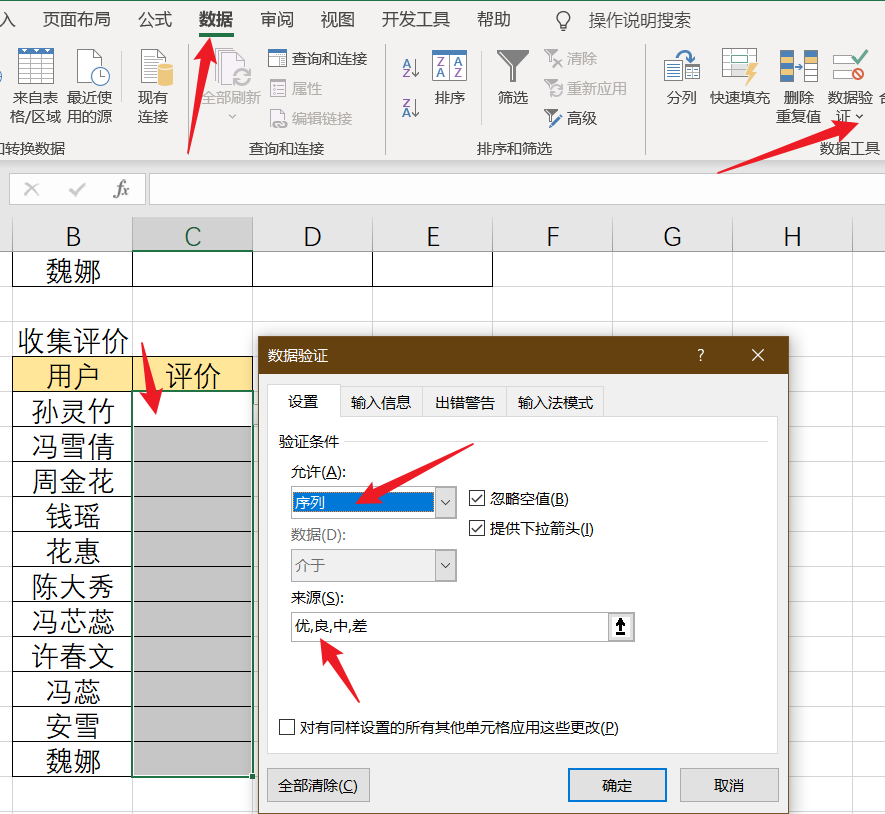 入 页面布局 公式 数据 审阅 视图 开发工具 帮助 操作说明搜索
来自表格/区域 最近使用的源 现有连接 全部刷新 查询和连接 属性 编辑链接
排序 筛选 清除 重新应用 高级
分列 快速填充 删除重复值 数据验证
和转换数据 查询和连接 排序和筛选 数据工具
fx
B C D E F G H
魏娜
收集评价
用户 评价
孙灵竹
冯雪倩
周金花
钱瑶
花惠
陈大秀
冯芯蕊
许春文
冯蕊
安雪
魏娜
数据验证 ?
设置 输入信息 出错警告 输入法模式
验证条件
允许(A):
序列 忽略空值(B)
数据(D): 提供下拉箭头(I)
介于
来源(S):
优,良,中,差
对有同样设置的所有其他单元格应用这些更改(P)
全部清除(C) 确定 取消